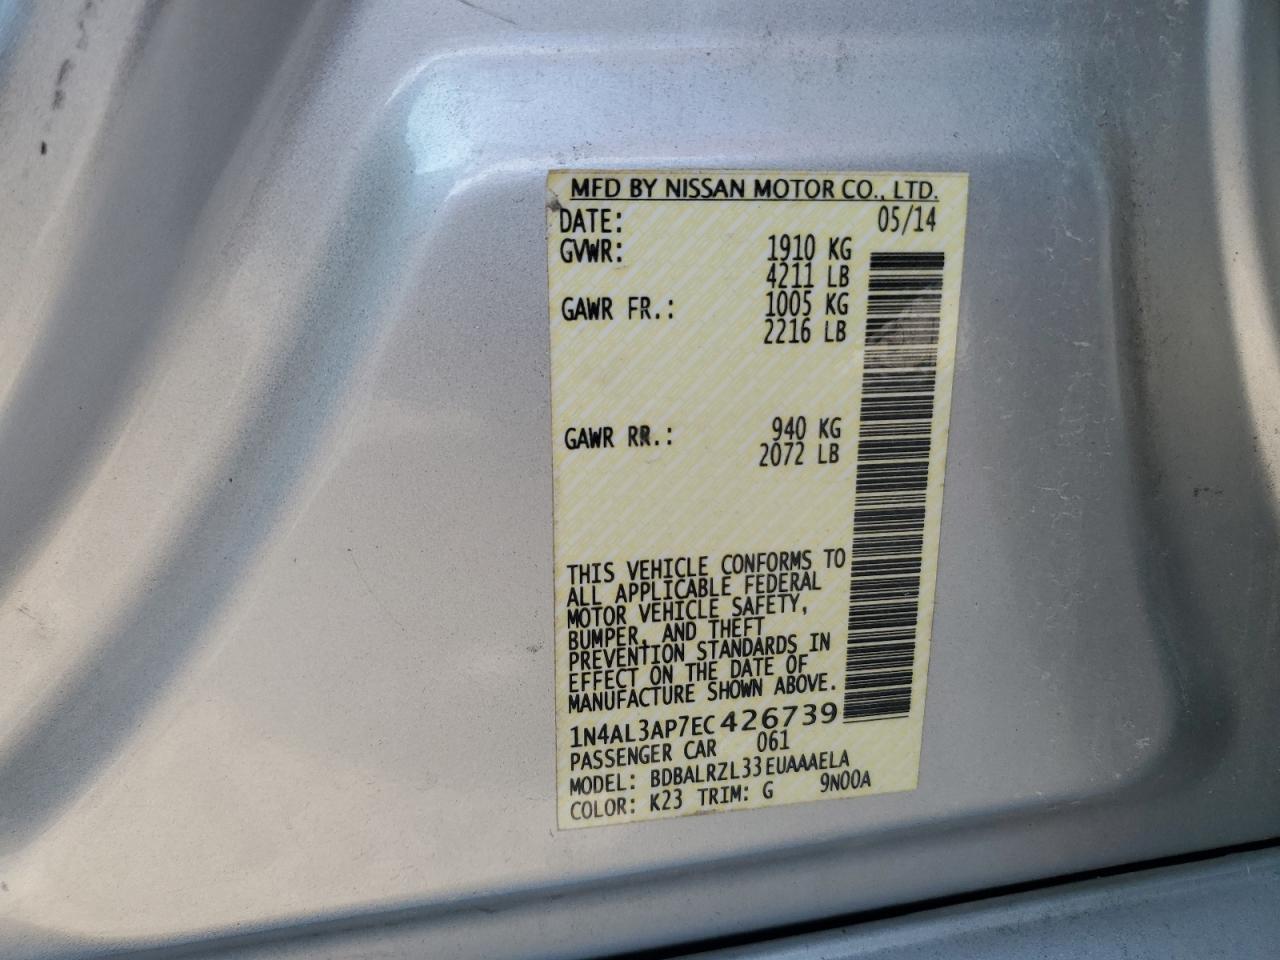 MFD BY NISSAN MOTOR CO., LTD.
DATE: 05/14
GVWR: 1910 KG
4211 LB
GAWR FR.: 1005 KG
2216 LB
GAWR RR.: 940 KG
2072 LB
THIS VEHICLE CONFORMS TO
ALL APPLICABLE FEDERAL
MOTOR VEHICLE SAFETY,
BUMPER, AND THEFT
PREVENTION STANDARDS IN
EFFECT ON THE DATE OF
MANUFACTURE SHOWN ABOVE.
1N4AL3AP7EC426739
PASSENGER CAR 061
MODEL: BDBALRZL33EUAAAELA
COLOR: K23 TRIM: G 9N00A